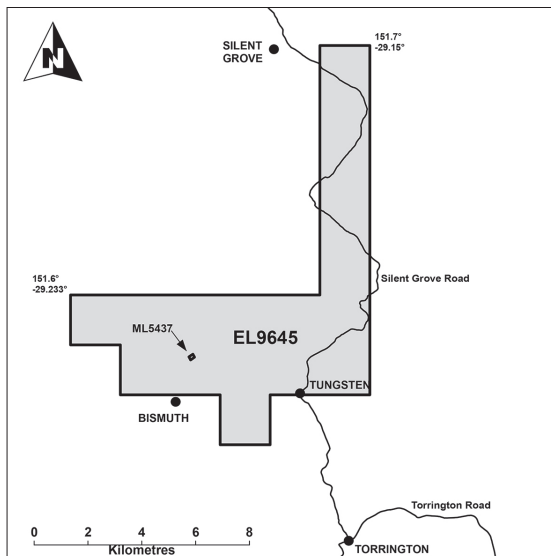 N
SILENT
GROVE
151.7°
-29.15°
Silent Grove Road
151.6°
-29.233°
ML5437
EL9645
TUNGSTEN
BISMUTH
Torrington Road
0 2 4 6 8
Kilometres
TORRINGTON